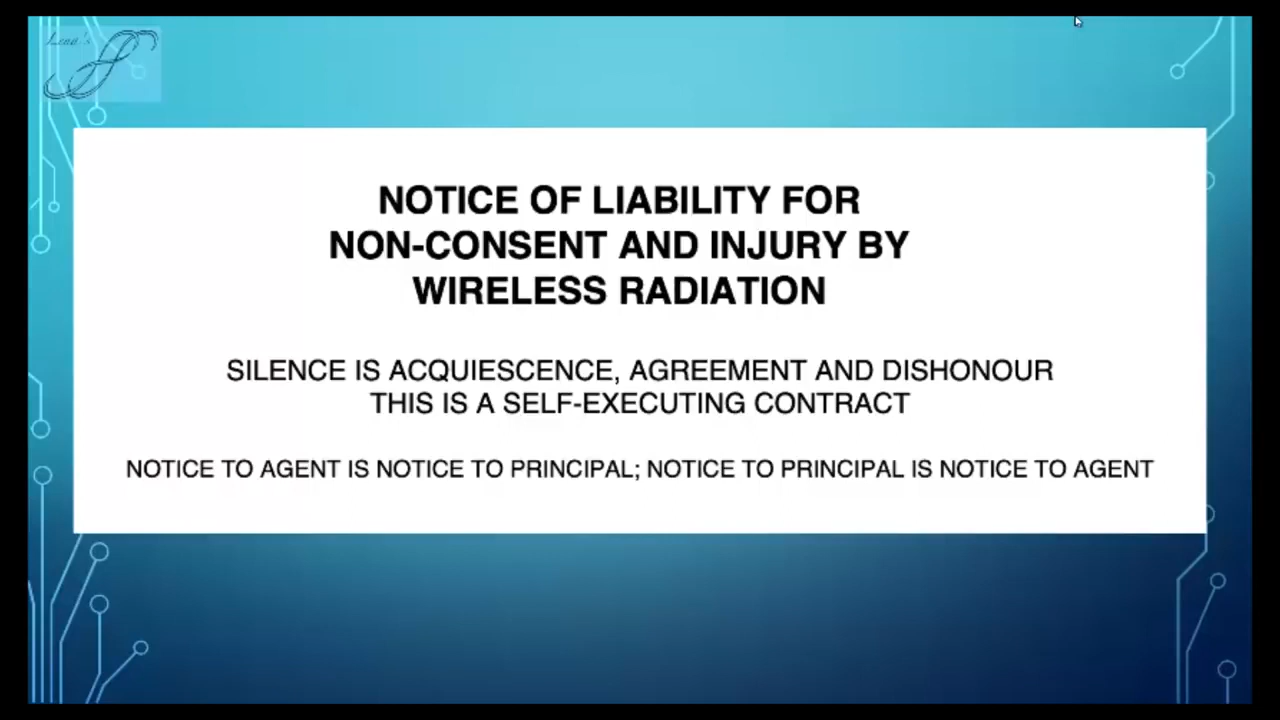 Lena's
NOTICE OF LIABILITY FOR
NON-CONSENT AND INJURY BY
WIRELESS RADIATION
SILENCE IS ACQUIESCENCE, AGREEMENT AND DISHONOUR
THIS IS A SELF-EXECUTING CONTRACT
NOTICE TO AGENT IS NOTICE TO PRINCIPAL; NOTICE TO PRINCIPAL IS NOTICE TO AGENT